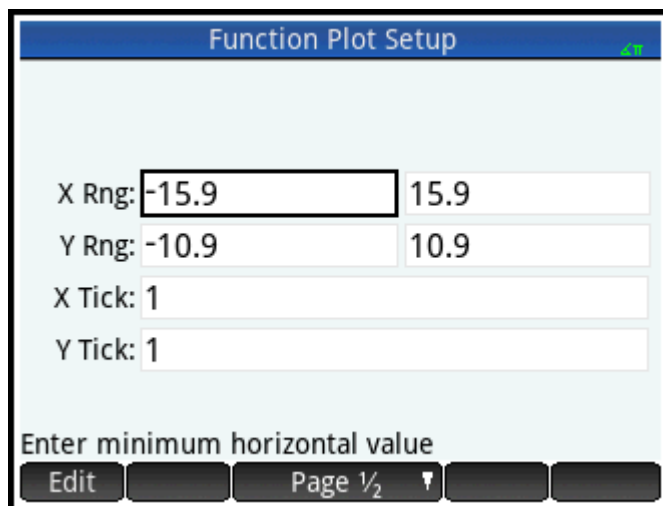 Function Plot Setup ∡π
X Rng: -15.9 15.9
Y Rng: -10.9 10.9
X Tick: 1
Y Tick: 1
Enter minimum horizontal value
Edit Page ½ ▼